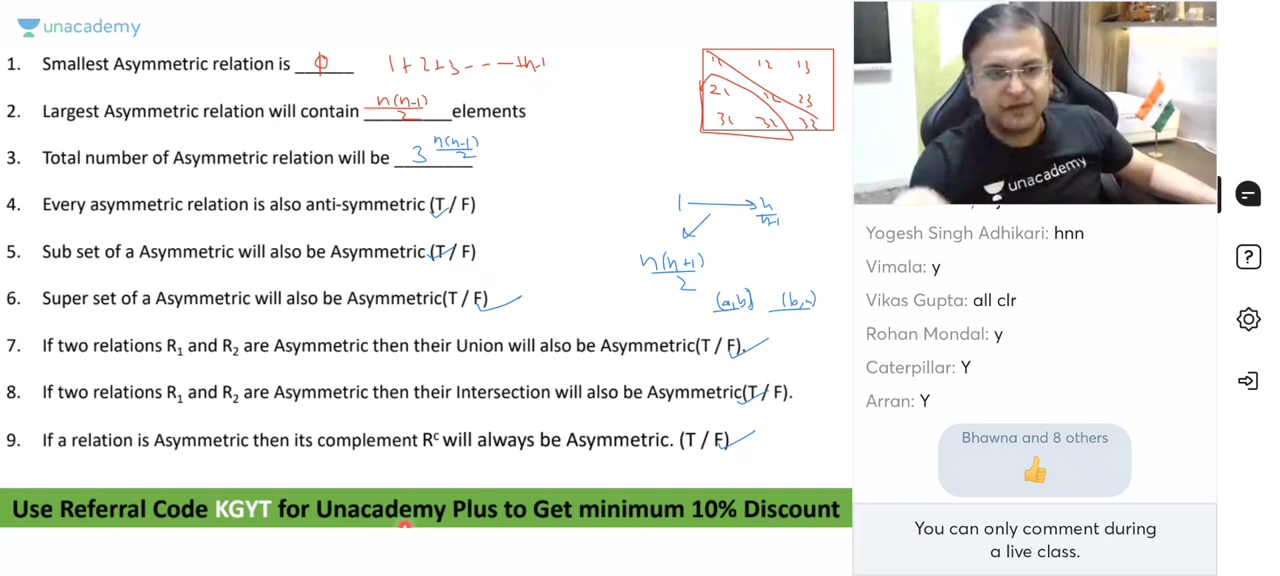 unacademy
1. Smallest Asymmetric relation is __ϕ__ 1 + 2 + 3 - - - - + n-1
2. Largest Asymmetric relation will contain n(n-1)/2 elements
3. Total number of Asymmetric relation will be 3^(n(n-1)/2)
4. Every asymmetric relation is also anti-symmetric (T / F)
5. Sub set of a Asymmetric will also be Asymmetric.(T / F)
6. Super set of a Asymmetric will also be Asymmetric(T / F)
7. If two relations R₁ and R₂ are Asymmetric then their Union will also be Asymmetric(T / F).
8. If two relations R₁ and R₂ are Asymmetric then their Intersection will also be Asymmetric(T / F).
9. If a relation is Asymmetric then its complement Rᶜ will always be Asymmetric. (T / F)
11 12 13
21 23
31 32 33
1 → n
n-1
n(n+1)/2
(a,b)
Use Referral Code KGYT for Unacademy Plus to Get minimum 10% Discount
unacademy
Yogesh Singh Adhikari: hnn
Vimala: y
Vikas Gupta: all clr
Rohan Mondal: y
Caterpillar: Y
Arran: Y
Bhawna and 8 others
You can only comment during
a live class.
?